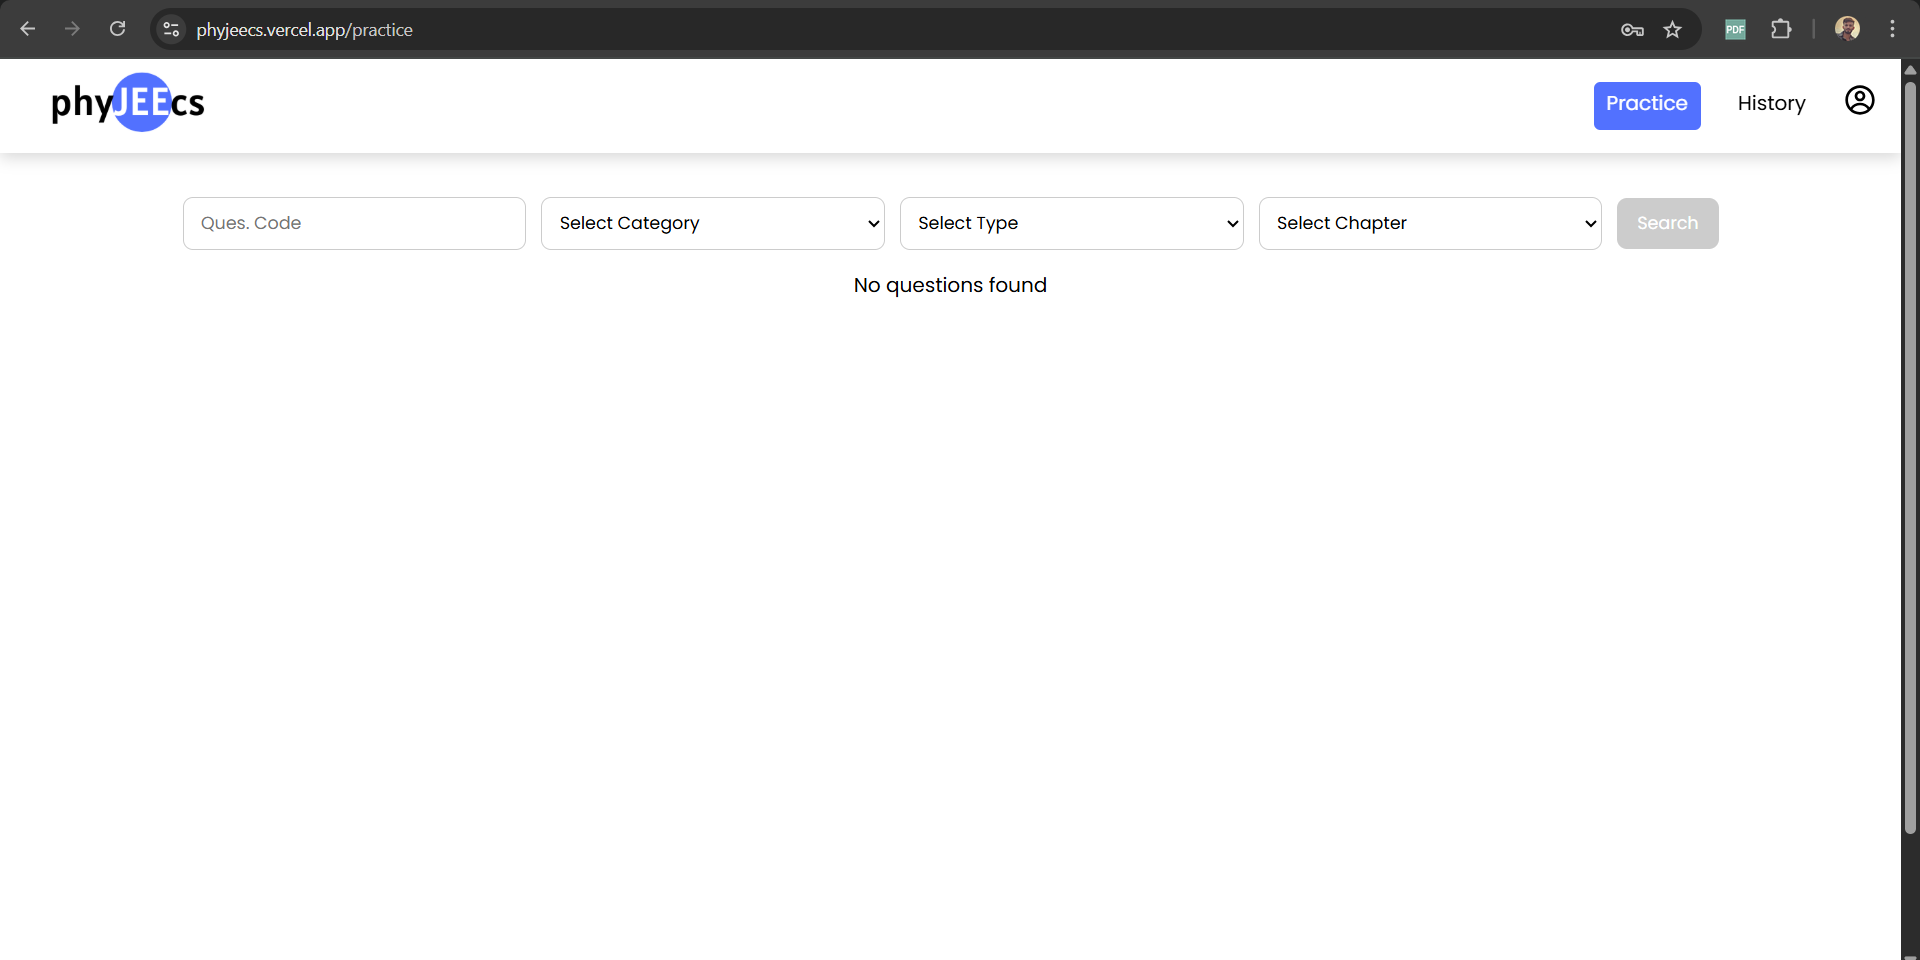 phyjeecs.vercel.app/practice
PDF
phyJEEcs
Practice
History
Ques. Code
Select Category
Select Type
Select Chapter
Search
No questions found